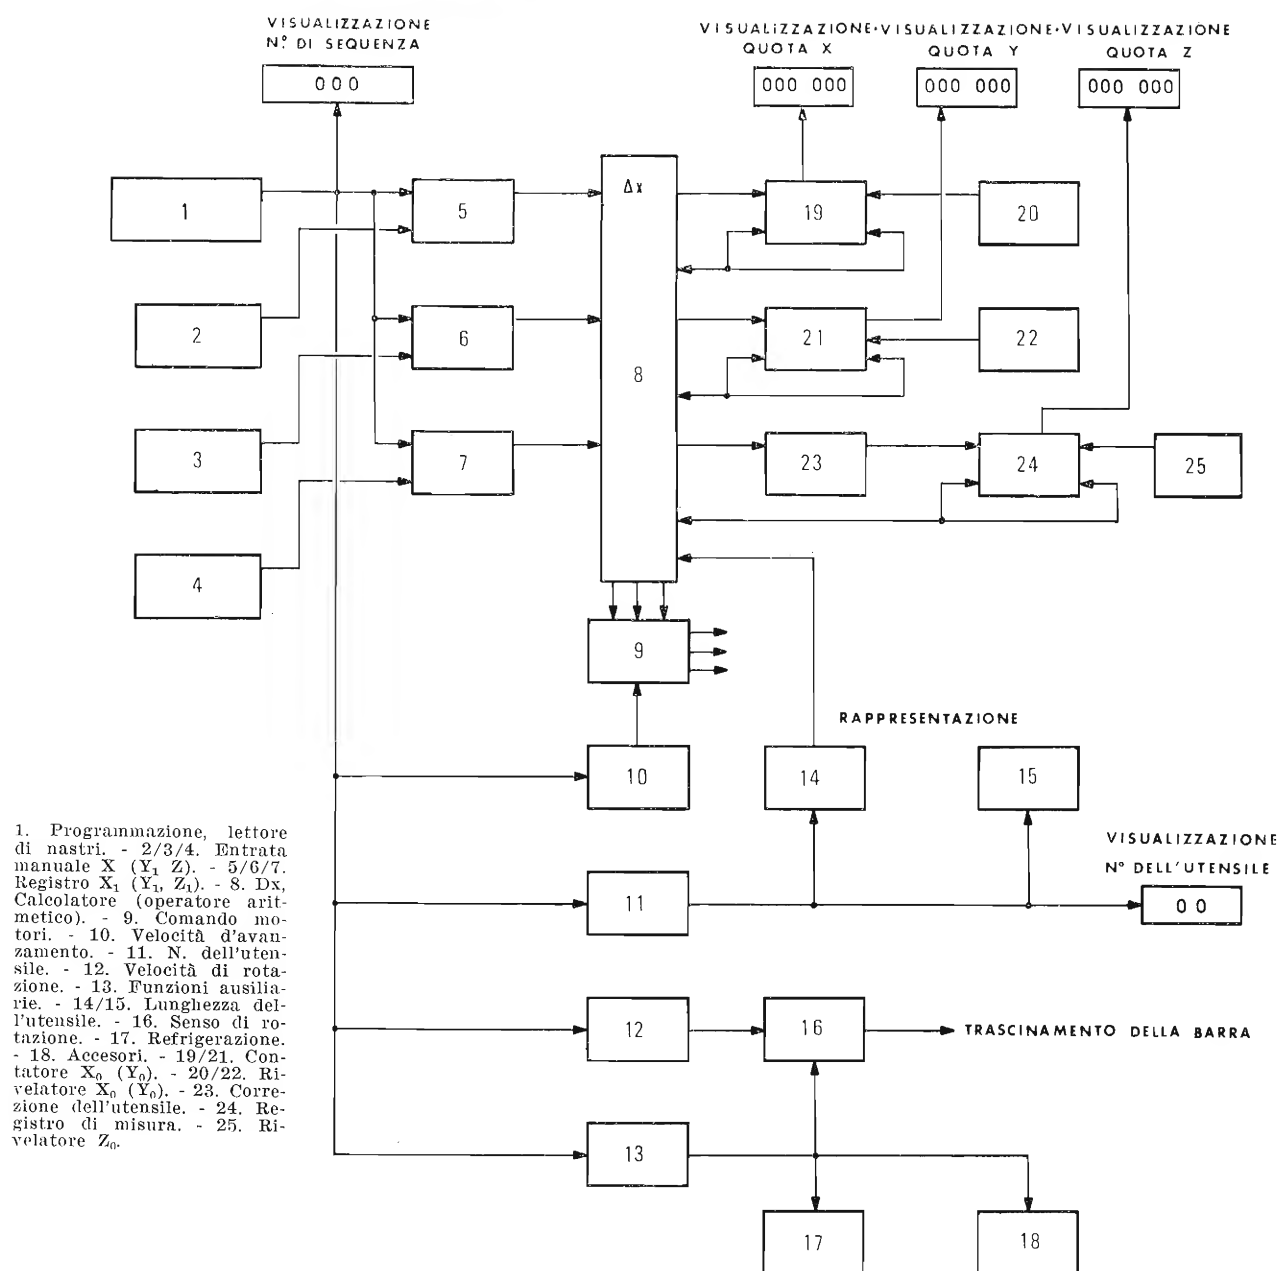 VISUALIZZAZIONE
N° DI SEQUENZA
000
VISUALIZZAZIONE·VISUALIZZAZIONE·VISUALIZZAZIONE
QUOTA X QUOTA Y QUOTA Z
000 000 000 000 000 000
1
2
3
4
5
6
7
Δx
8
19
20
21
22
23
24
25
9
RAPPRESENTAZIONE
10
14
15
VISUALIZZAZIONE
N° DELL'UTENSILE
11
00
12
16
TRASCINAMENTO DELLA BARRA
13
17
18
1. Programmazione, lettore
di nastri. - 2/3/4. Entrata
manuale X (Y₁ Z). - 5/6/7.
Registro X₁ (Y₁, Z₁). - 8. Dx,
Calcolatore (operatore arit-
metico). - 9. Comando mo-
tori. - 10. Velocità d'avan-
zamento. - 11. N. dell'uten-
sile. - 12. Velocità di rota-
zione. - 13. Funzioni ausilia-
rie. - 14/15. Lunghezza del-
l'utensile. - 16. Senso di ro-
tazione. - 17. Refrigerazione.
- 18. Accesori. - 19/21. Con-
tatore X₀ (Y₀). - 20/22. Ri-
velatore X₀ (Y₀). - 23. Corre-
zione dell'utensile. - 24. Re-
gistro di misura. - 25. Ri-
velatore Z₀.